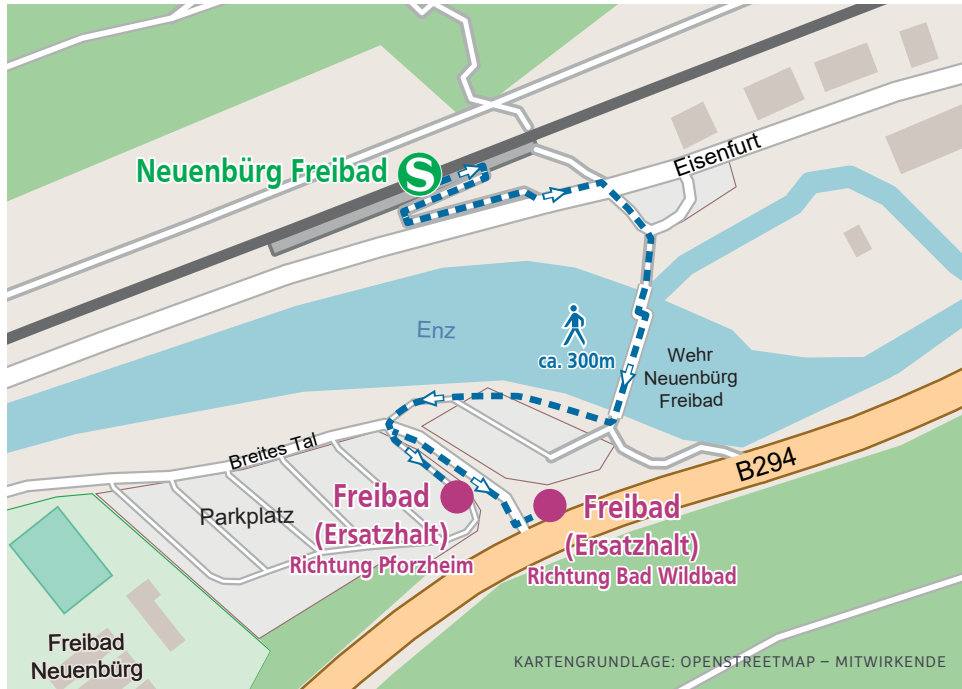 Eisenfurt
Neuenbürg Freibad
S
Enz
ca. 300m
Wehr
Neuenbürg
Freibad
Breites Tal
B294
Parkplatz
Freibad
(Ersatzhalt)
Richtung Pforzheim
Freibad
(Ersatzhalt)
Richtung Bad Wildbad
Freibad
Neuenbürg
KARTENGRUNDLAGE: OPENSTREETMAP – MITWIRKENDE